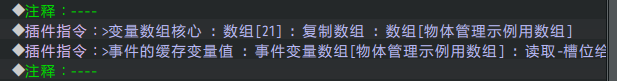 ◆注释：----
◆插件指令：>变量数组核心 : 数组[21] : 复制数组 : 数组[物体管理示例用数组]
◆插件指令：>事件的缓存变量值 : 事件变量数组[物体管理示例用数组] : 读取-槽位给
◆注释：----